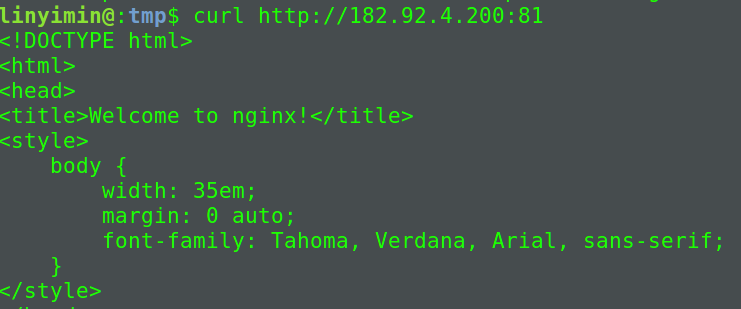 linyimin@:tmp$ curl http://182.92.4.200:81
<!DOCTYPE html>
<html>
<head>
<title>Welcome to nginx!</title>
<style>
    body {
        width: 35em;
        margin: 0 auto;
        font-family: Tahoma, Verdana, Arial, sans-serif;
    }
</style>